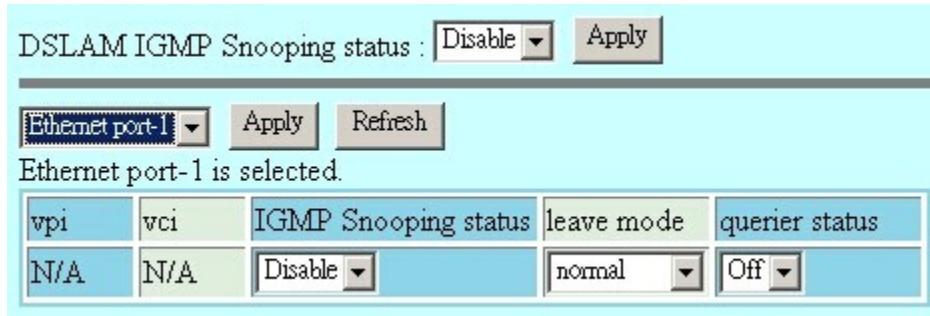 DSLAM IGMP Snooping status : Disable Apply
Ethernet port-1 Apply Refresh
Ethernet port-1 is selected.
vpi vci IGMP Snooping status leave mode querier status
N/A N/A Disable normal Off